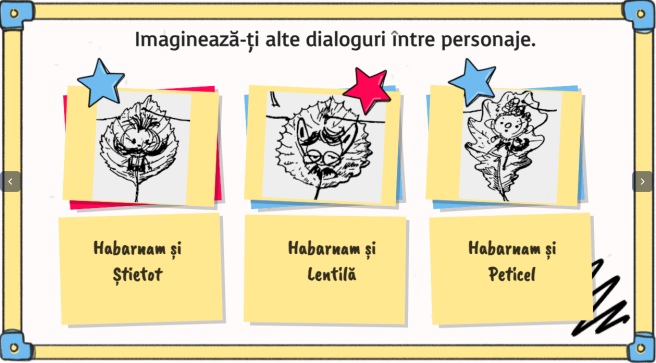 Imaginează-ți alte dialoguri între personaje.
Habarnam și
Știetot
Habarnam și
Lentilă
Habarnam și
Peticel